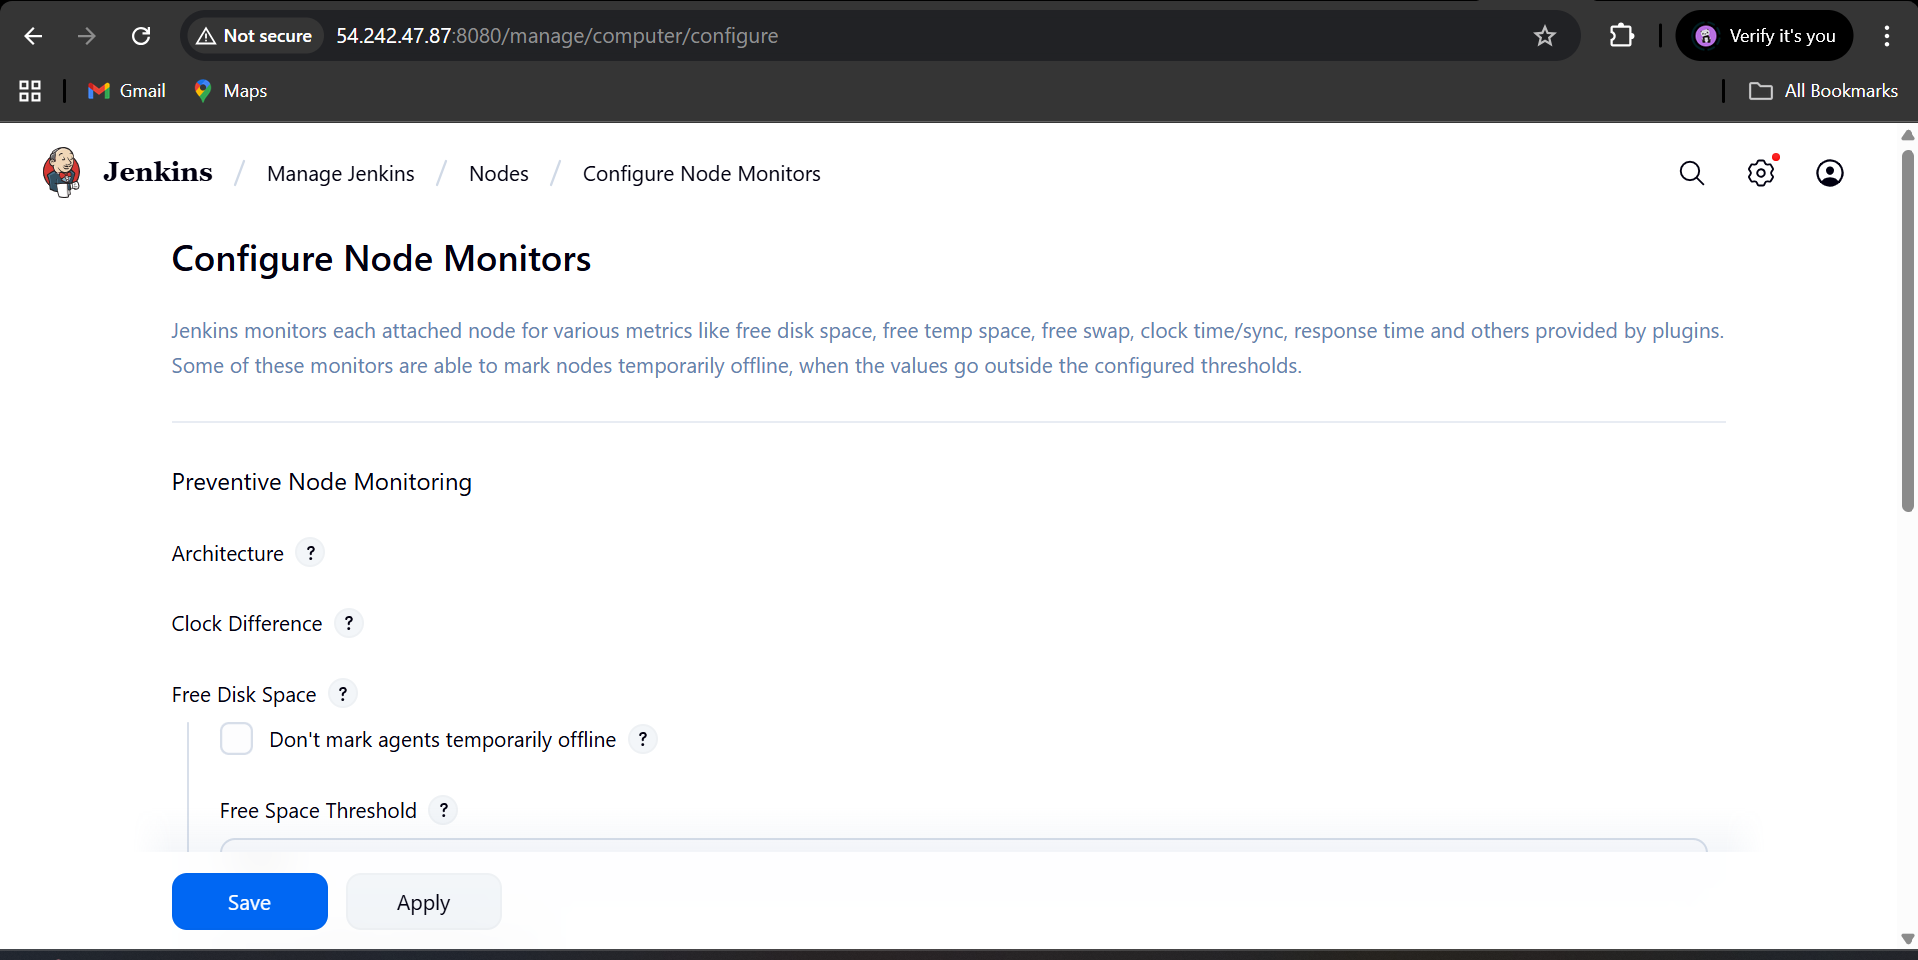 Not secure 54.242.47.87:8080/manage/computer/configure Verify it's you
Gmail Maps All Bookmarks
Jenkins / Manage Jenkins / Nodes / Configure Node Monitors
Configure Node Monitors
Jenkins monitors each attached node for various metrics like free disk space, free temp space, free swap, clock time/sync, response time and others provided by plugins.
Some of these monitors are able to mark nodes temporarily offline, when the values go outside the configured thresholds.
Preventive Node Monitoring
Architecture ?
Clock Difference ?
Free Disk Space ?
Don't mark agents temporarily offline ?
Free Space Threshold ?
Save Apply